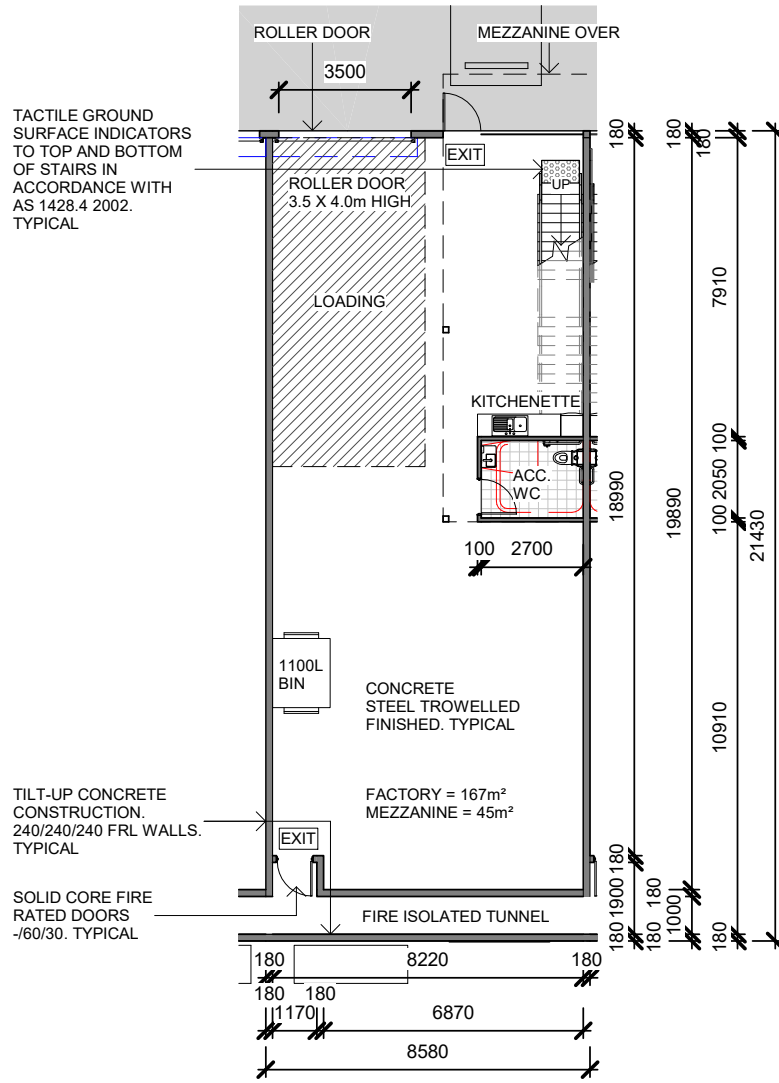 ROLLER DOOR
MEZZANINE OVER
3500
TACTILE GROUND
SURFACE INDICATORS
TO TOP AND BOTTOM
OF STAIRS IN
ACCORDANCE WITH
AS 1428.4 2002.
TYPICAL
EXIT
ROLLER DOOR
3.5 X 4.0m HIGH
UP
LOADING
KITCHENETTE
ACC.
WC
100
2700
1100L
BIN
CONCRETE
STEEL TROWELLED
FINISHED. TYPICAL
FACTORY = 167m²
MEZZANINE = 45m²
TILT-UP CONCRETE
CONSTRUCTION.
240/240/240 FRL WALLS.
TYPICAL
EXIT
SOLID CORE FIRE
RATED DOORS
-/60/30. TYPICAL
FIRE ISOLATED TUNNEL
180
18990
180
1900
180
180
19890
180
1000
180
180
7910
100
2050
100
10910
180
21430
180
8220
180
180
1170
180
6870
8580